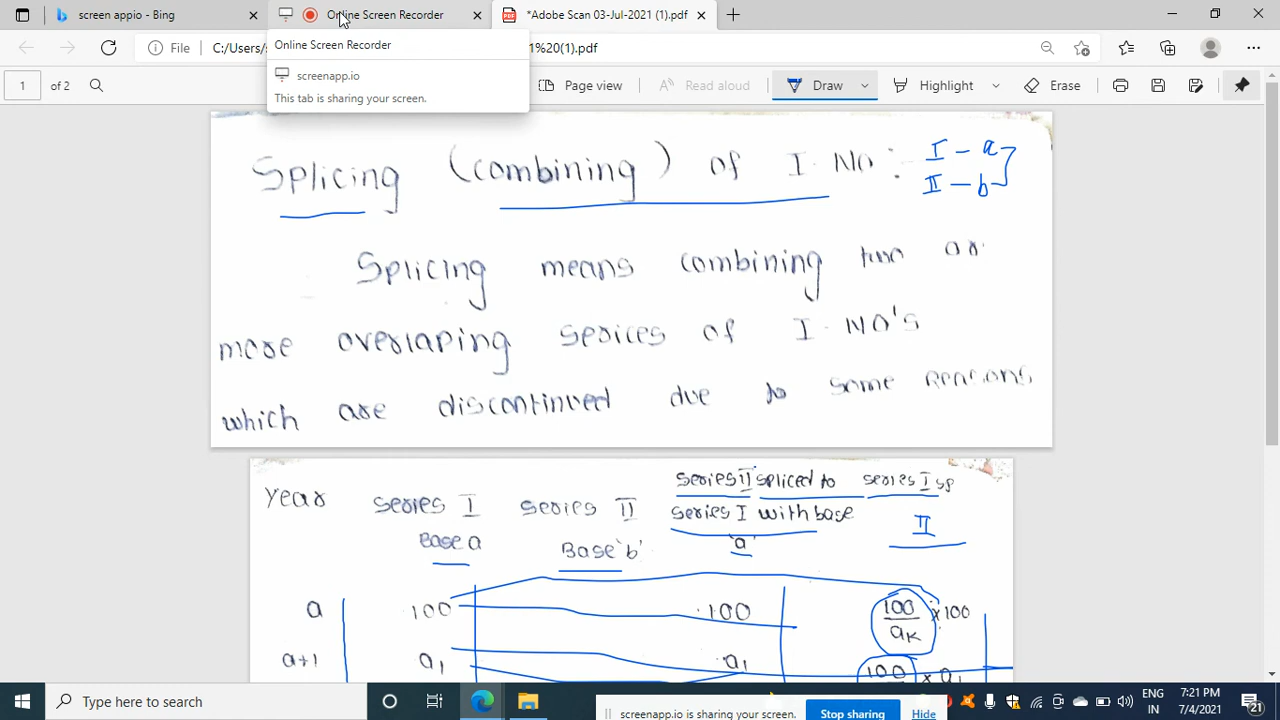 screen appio - Bing
Online Screen Recorder
*Adobe Scan 03-Jul-2021 (1).pdf
File
C:/Users/
1%20(1).pdf
Online Screen Recorder
screenapp.io
This tab is sharing your screen.
1 of 2
Page view
Read aloud
Draw
Highlight
Erase
Splicing (combining) of I·NO:
I - a
II - b
Splicing means combining two or
more overlaping serices of I·NO's
which are discontinued due to some reasons
Year
series I
Base a
series II
Base 'b'
series II spliced to
series I with base
'a'
series I sp
II
a 100 100 100/aK × 100
a+1 a1 a1 100 × a1
Type here to search
screenapp.io is sharing your screen.
Stop sharing
Hide
ENG
IN
7:21 PM
7/4/2021
21